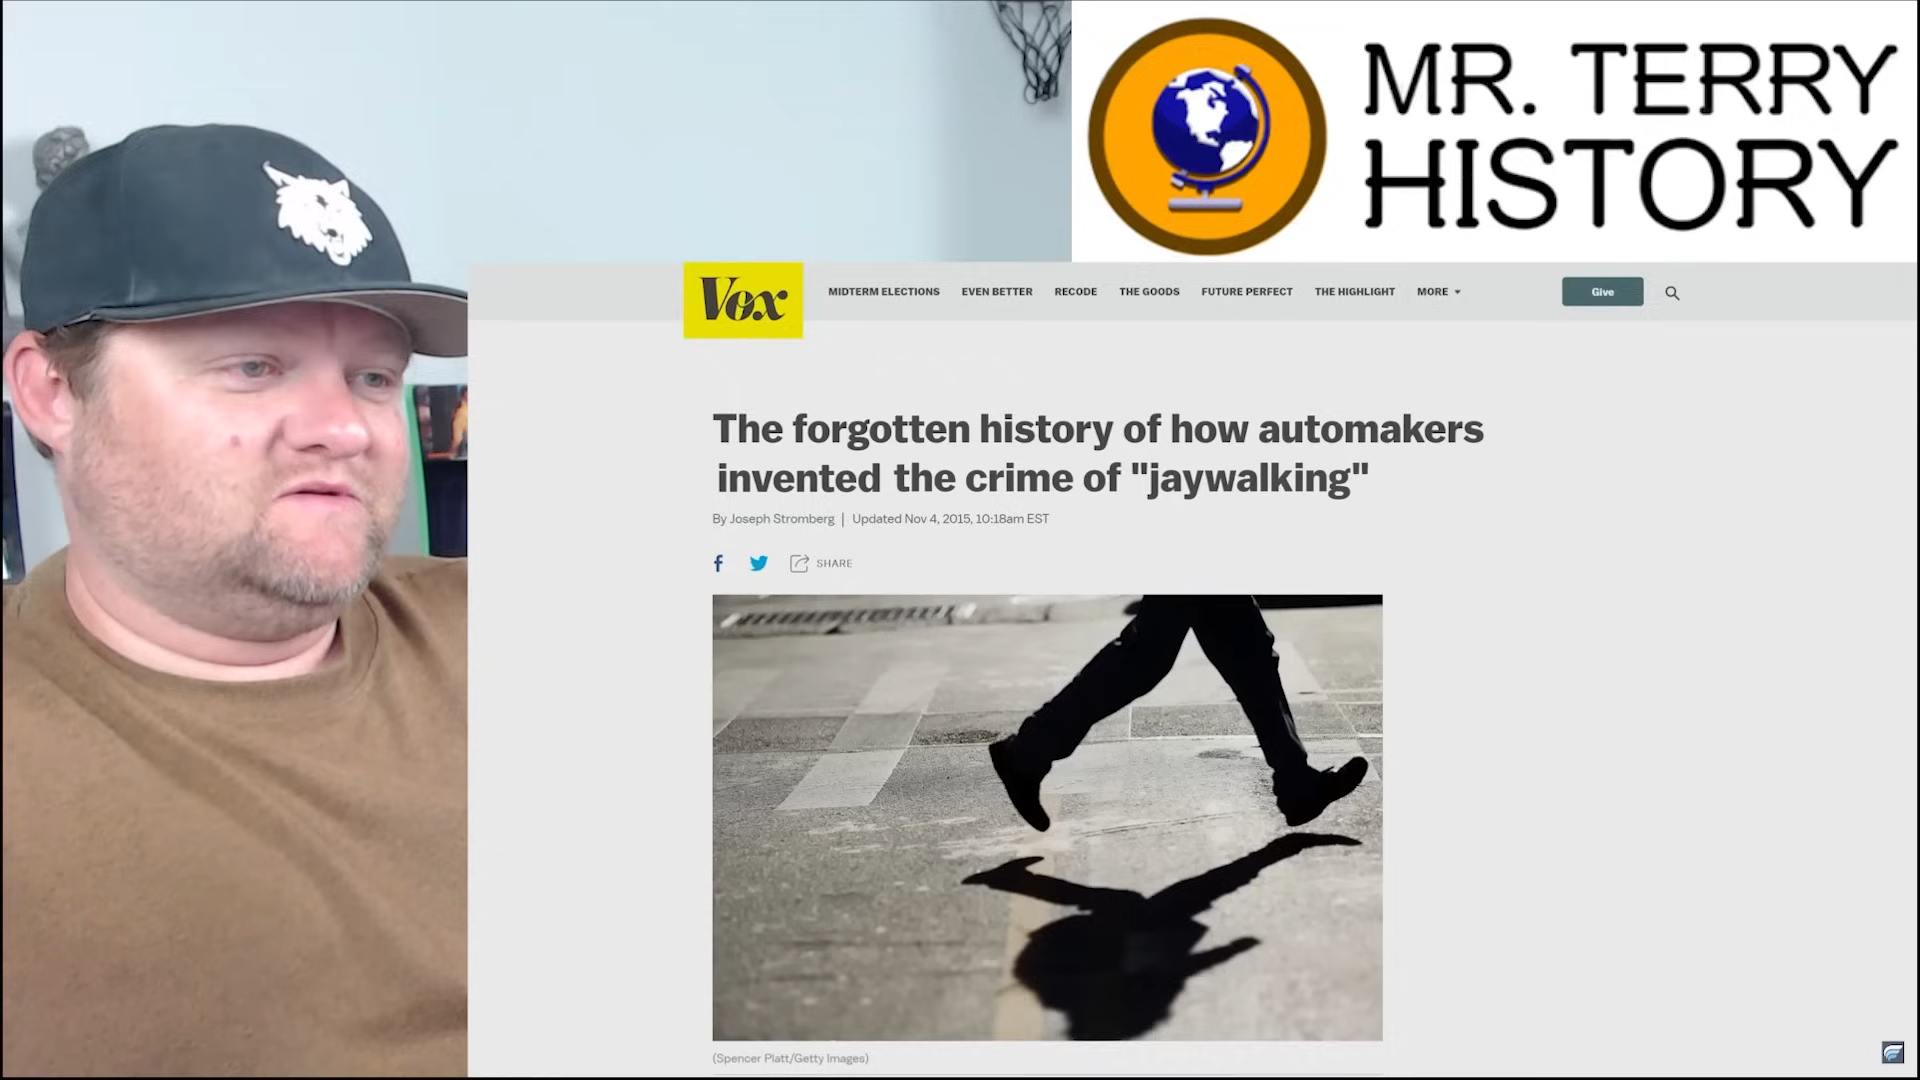 MR. TERRY
HISTORY
Vox
MIDTERM ELECTIONS EVEN BETTER RECODE THE GOODS FUTURE PERFECT THE HIGHLIGHT MORE
Give
The forgotten history of how automakers
invented the crime of "jaywalking"
By Joseph Stromberg | Updated Nov 4, 2015, 10:18am EST
f SHARE
(Spencer Platt/Getty Images)